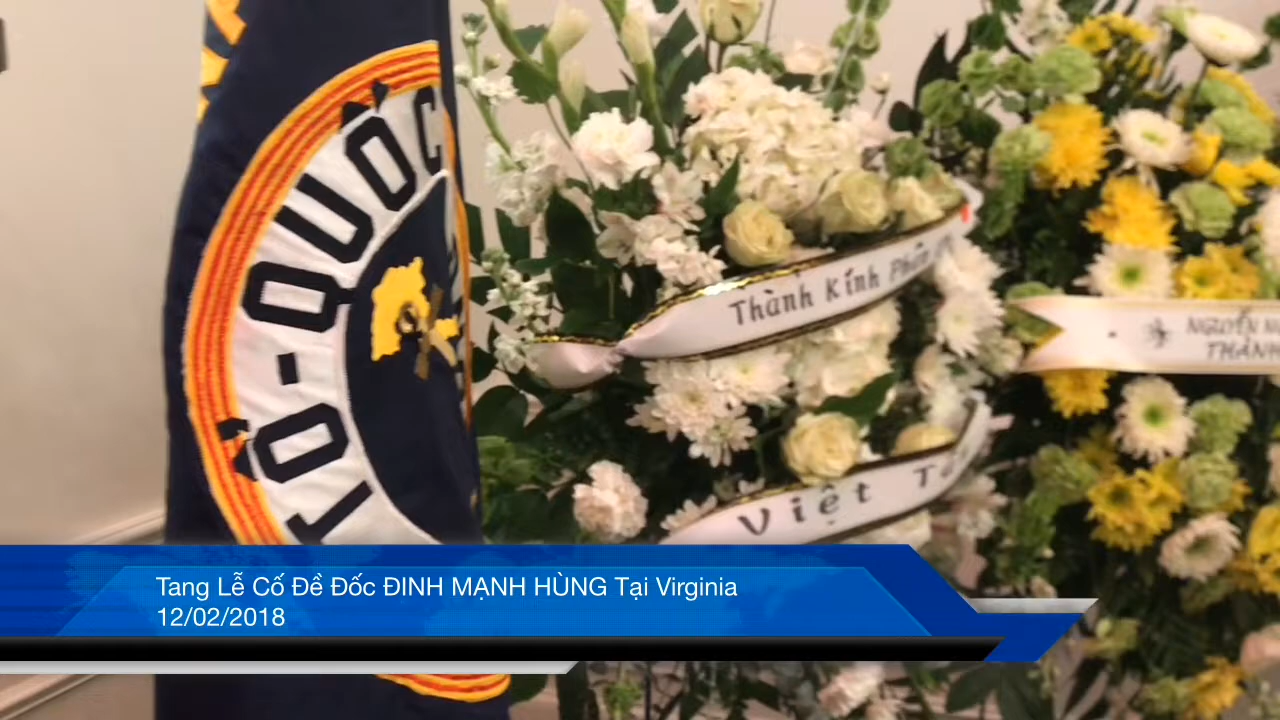 TỔ-QUỐC
Thành Kính Phân
Việt
NGUYỄN
THÀNH
Tang Lễ Cố Đề Đốc ĐINH MẠNH HÙNG Tại Virginia
12/02/2018